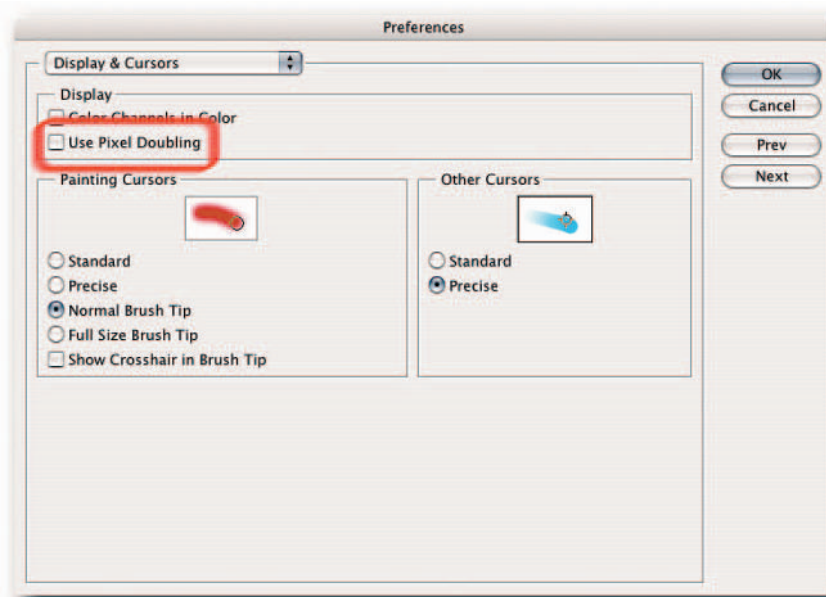 Preferences
Display & Cursors
Display
Color Channels in Color
Use Pixel Doubling
Painting Cursors
Standard
Precise
Normal Brush Tip
Full Size Brush Tip
Show Crosshair in Brush Tip
Other Cursors
Standard
Precise
OK
Cancel
Prev
Next